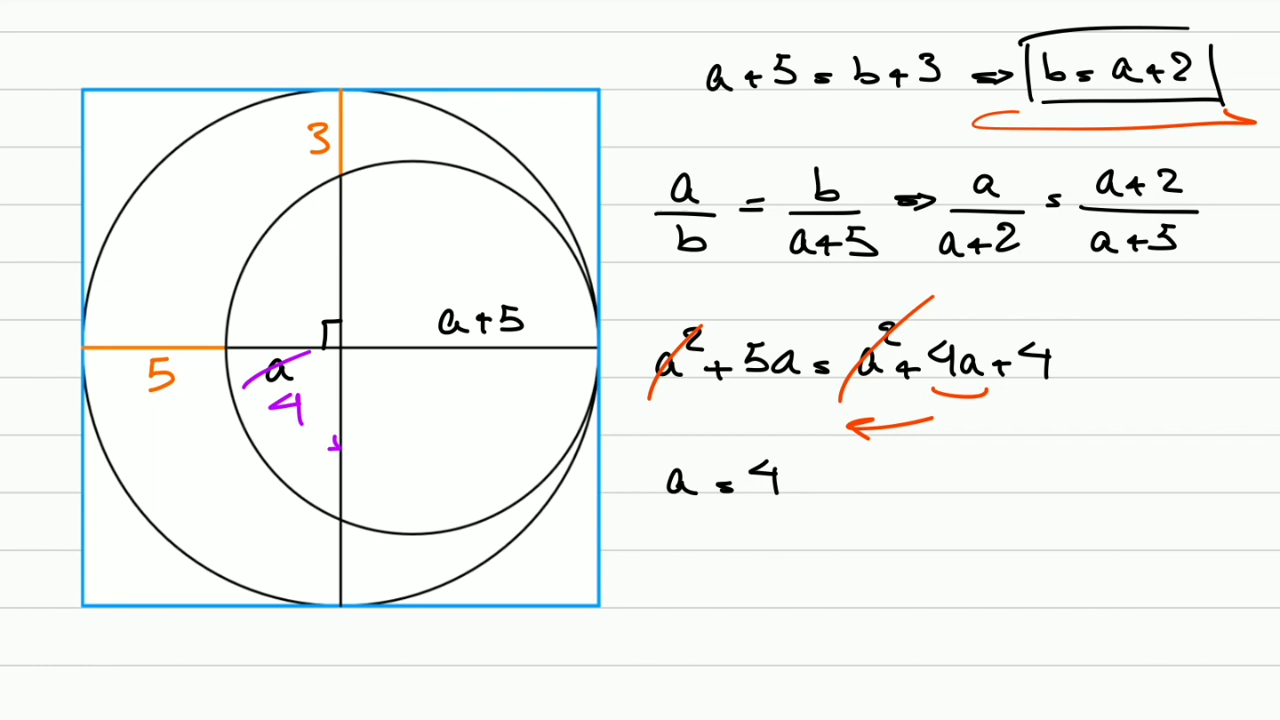 a + 5 = b + 3 ⇒ b = a + 2
3
a/b = b/(a+5) ⇒ a/(a+2) = (a+2)/(a+5)
a + 5
a² + 5a = a² + 4a + 4
5
a
4
a = 4